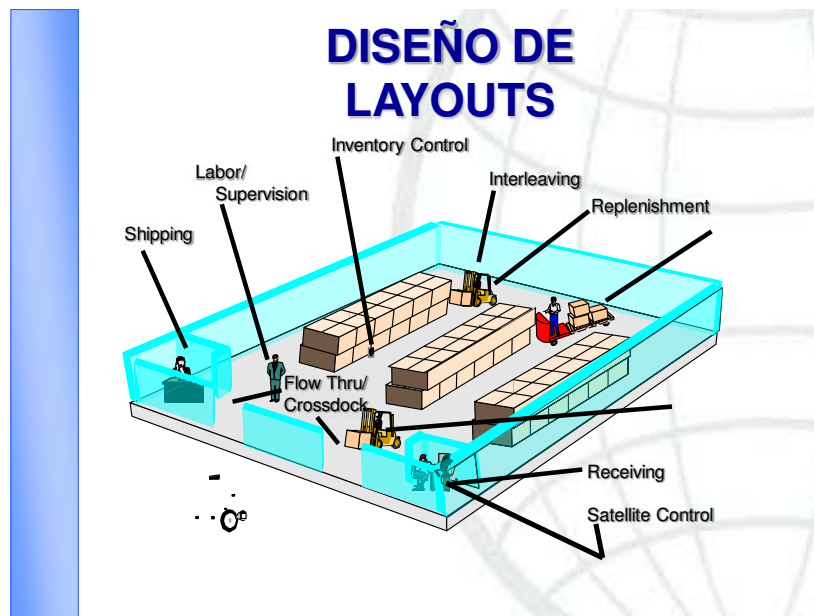 DISEÑO DE
LAYOUTS
Inventory Control
Labor/
Supervision
Interleaving
Replenishment
Shipping
Flow Thru/
Crossdock
Receiving
Satellite Control